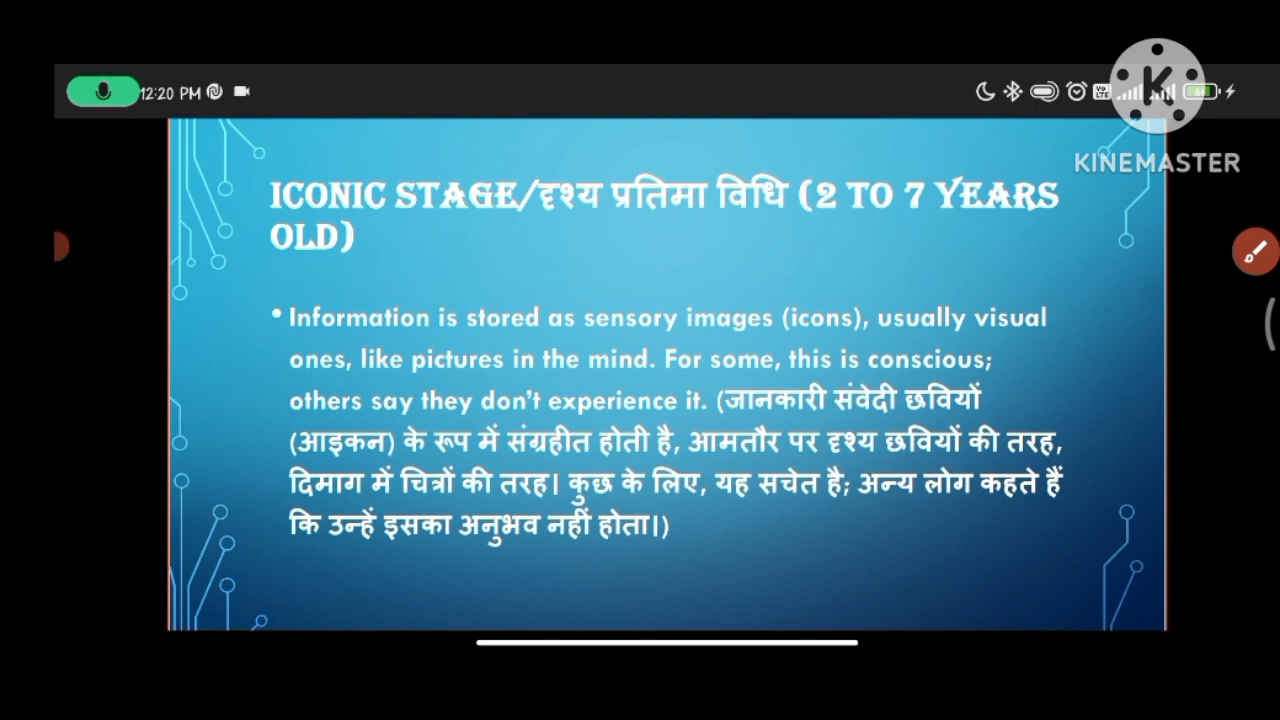 12:20 PM
VO LTE
KINEMASTER
ICONIC STAGE/दृश्य प्रतिमा विधि (2 TO 7 YEARS
OLD)
• Information is stored as sensory images (icons), usually visual
ones, like pictures in the mind. For some, this is conscious;
others say they don't experience it. (जानकारी संवेदी छवियों
(आइकन) के रूप में संग्रहीत होती है, आमतौर पर दृश्य छवियों की तरह,
दिमाग में चित्रों की तरह। कुछ के लिए, यह सचेत है; अन्य लोग कहते हैं
कि उन्हें इसका अनुभव नहीं होता।)